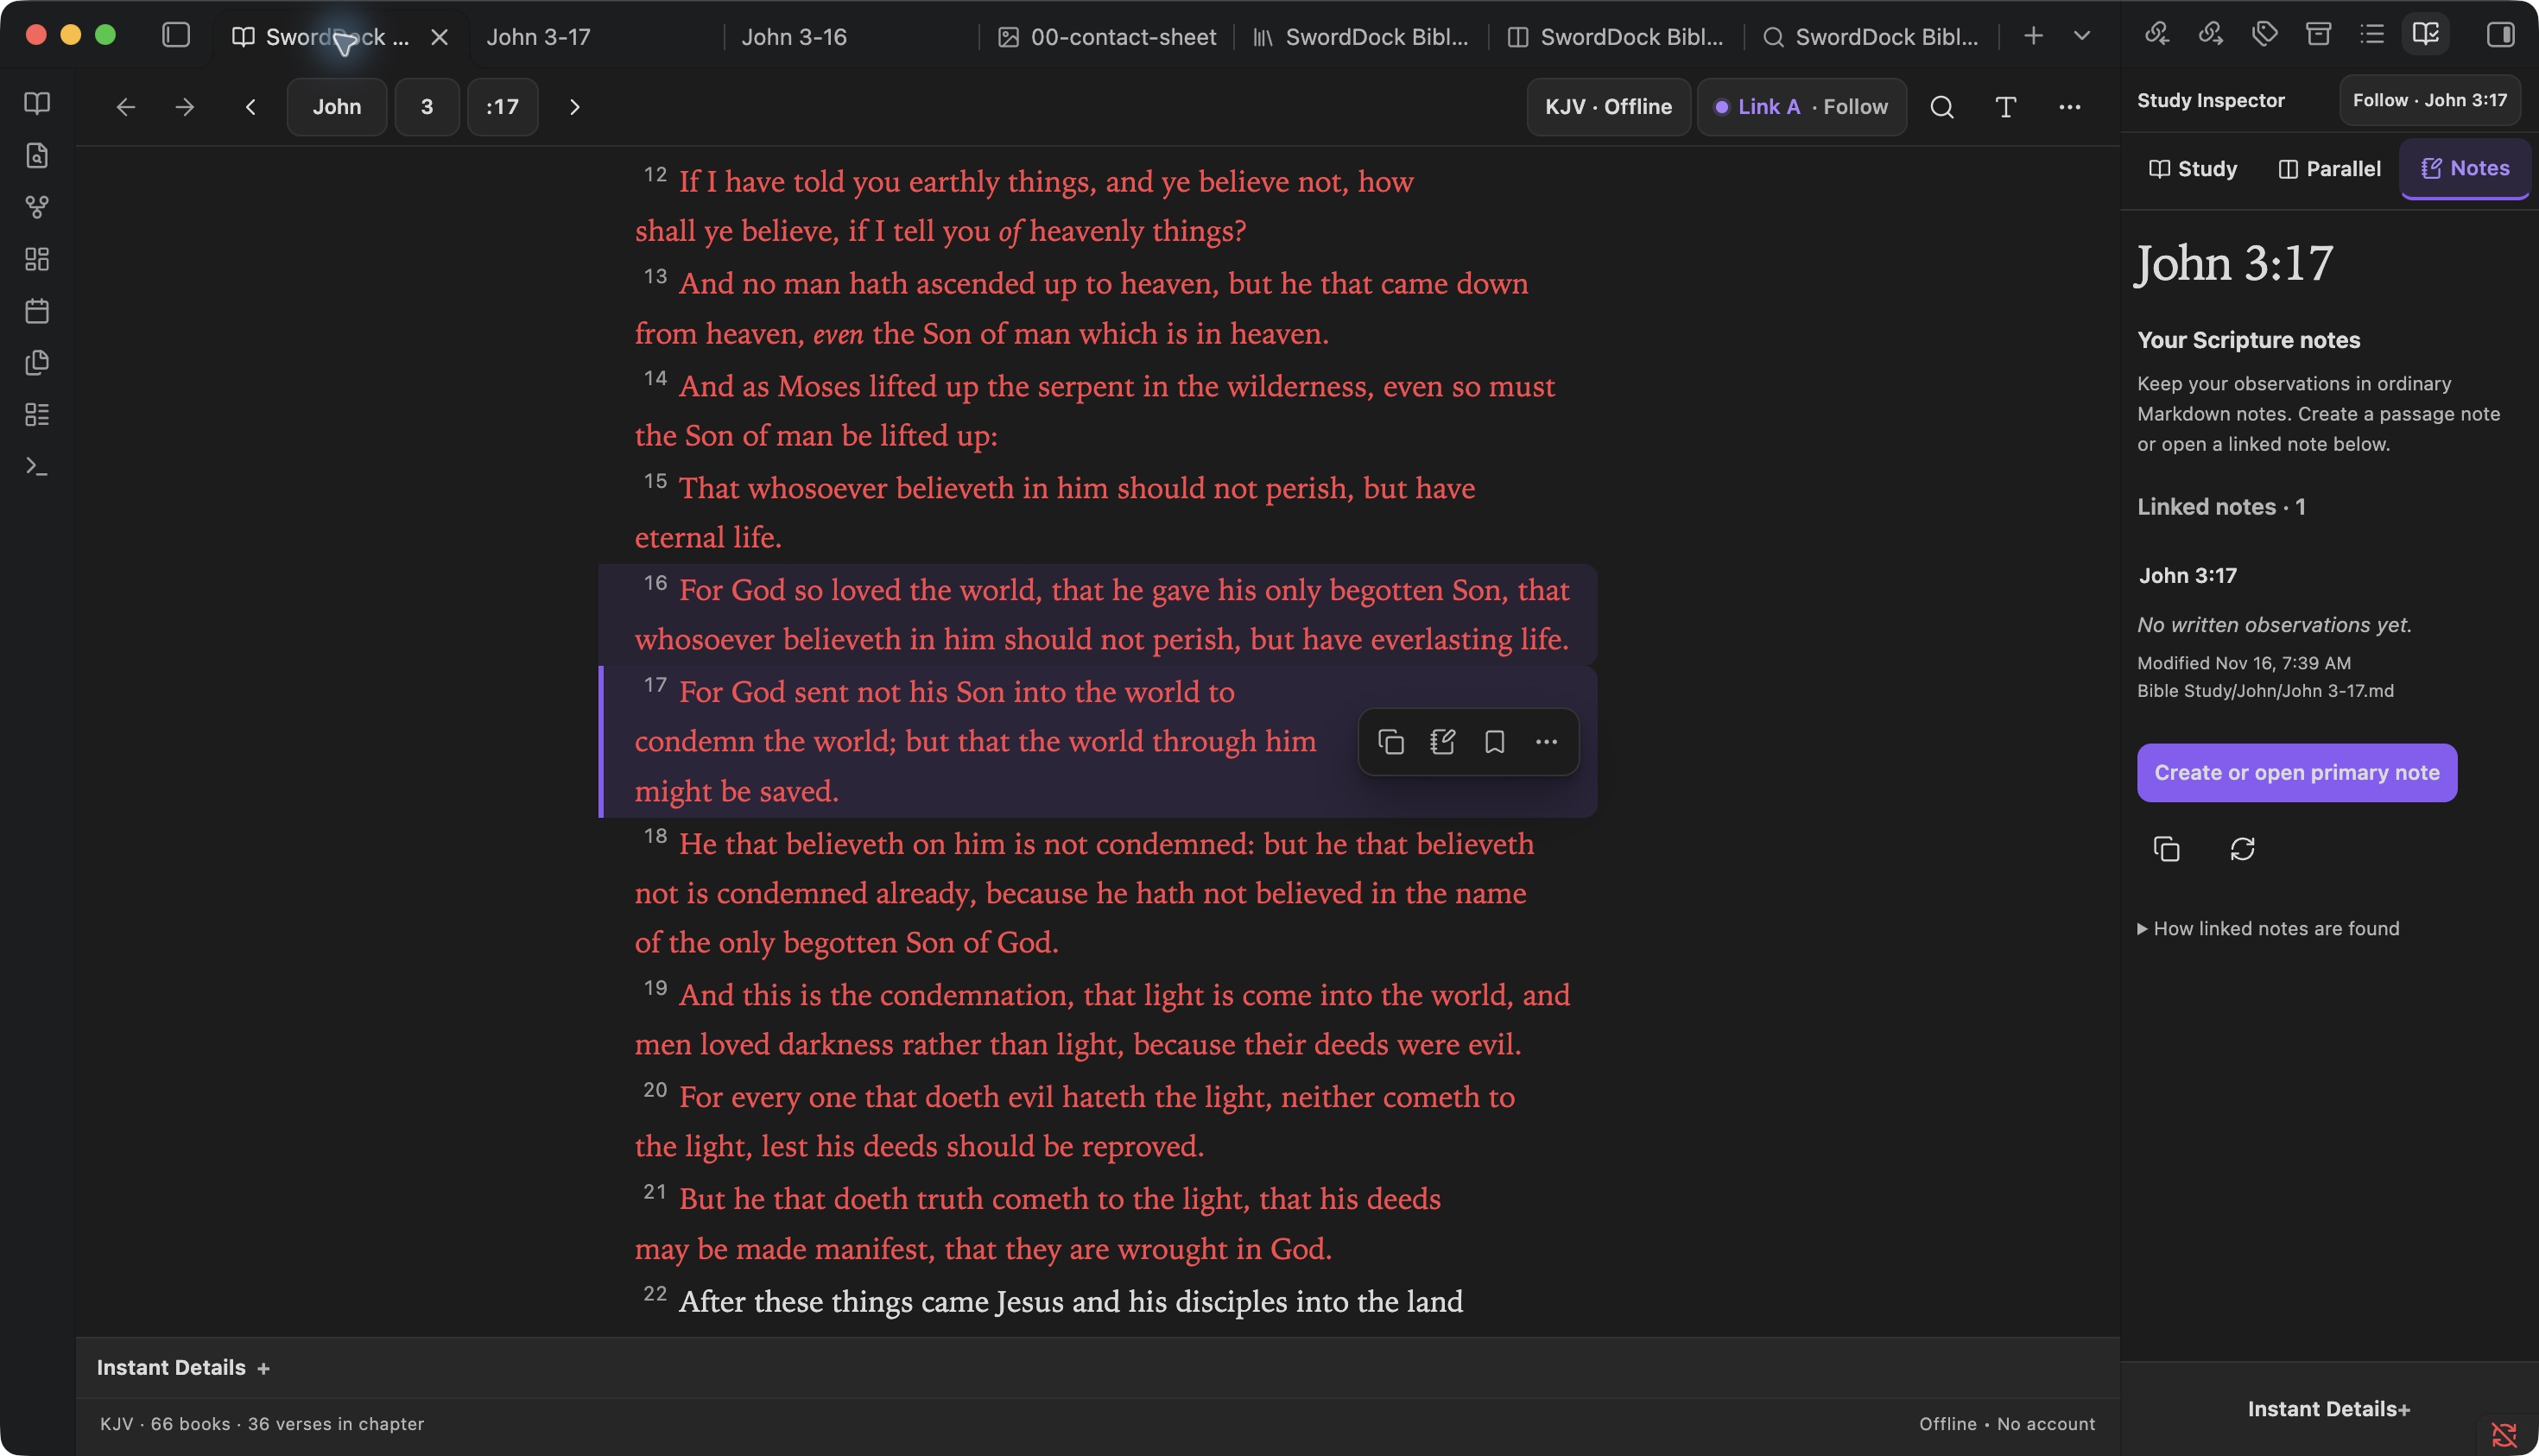 SwordDock ...
John 3-17
John 3-16
00-contact-sheet
SwordDock Bibl...
SwordDock Bibl...
SwordDock Bibl...
John
3
:17
KJV · Offline
Link A · Follow
12 If I have told you earthly things, and ye believe not, how
shall ye believe, if I tell you of heavenly things?
13 And no man hath ascended up to heaven, but he that came down
from heaven, even the Son of man which is in heaven.
14 And as Moses lifted up the serpent in the wilderness, even so must
the Son of man be lifted up:
15 That whosoever believeth in him should not perish, but have
eternal life.
16 For God so loved the world, that he gave his only begotten Son, that
whosoever believeth in him should not perish, but have everlasting life.
17 For God sent not his Son into the world to
condemn the world; but that the world through him
might be saved.
18 He that believeth on him is not condemned: but he that believeth
not is condemned already, because he hath not believed in the name
of the only begotten Son of God.
19 And this is the condemnation, that light is come into the world, and
men loved darkness rather than light, because their deeds were evil.
20 For every one that doeth evil hateth the light, neither cometh to
the light, lest his deeds should be reproved.
21 But he that doeth truth cometh to the light, that his deeds
may be made manifest, that they are wrought in God.
22 After these things came Jesus and his disciples into the land
Instant Details +
KJV · 66 books · 36 verses in chapter
Offline • No account
Study Inspector
Follow · John 3:17
Study
Parallel
Notes
John 3:17
Your Scripture notes
Keep your observations in ordinary
Markdown notes. Create a passage note
or open a linked note below.
Linked notes · 1
John 3:17
No written observations yet.
Modified Nov 16, 7:39 AM
Bible Study/John/John 3-17.md
Create or open primary note
How linked notes are found
Instant Details+